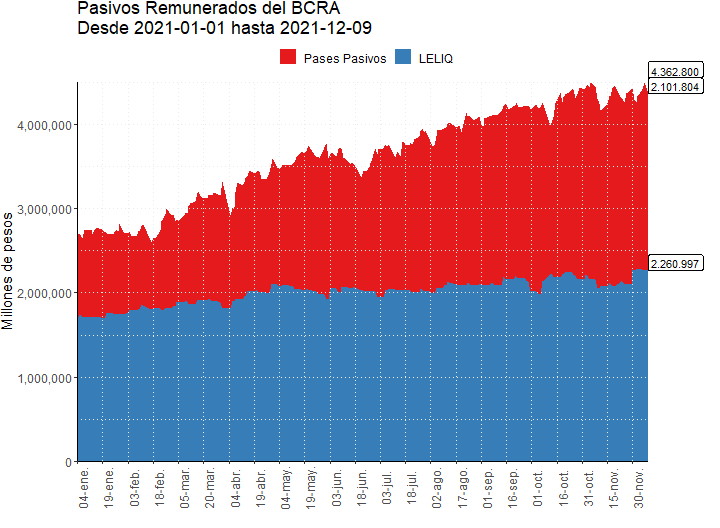 Pasivos Remunerados del BCRA
Desde 2021-01-01 hasta 2021-12-09
Pases Pasivos LELIQ
4.362.800
2.101.804
2.260.997
Millones de pesos
4,000,000
3,000,000
2,000,000
1,000,000
0
04-ene.
19-ene.
03-feb.
18-feb.
05-mar.
20-mar.
04-abr.
19-abr.
04-may.
19-may.
03-jun.
18-jun.
03-jul.
18-jul.
02-ago.
17-ago.
01-sep.
16-sep.
01-oct.
16-oct.
31-oct.
15-nov.
30-nov.